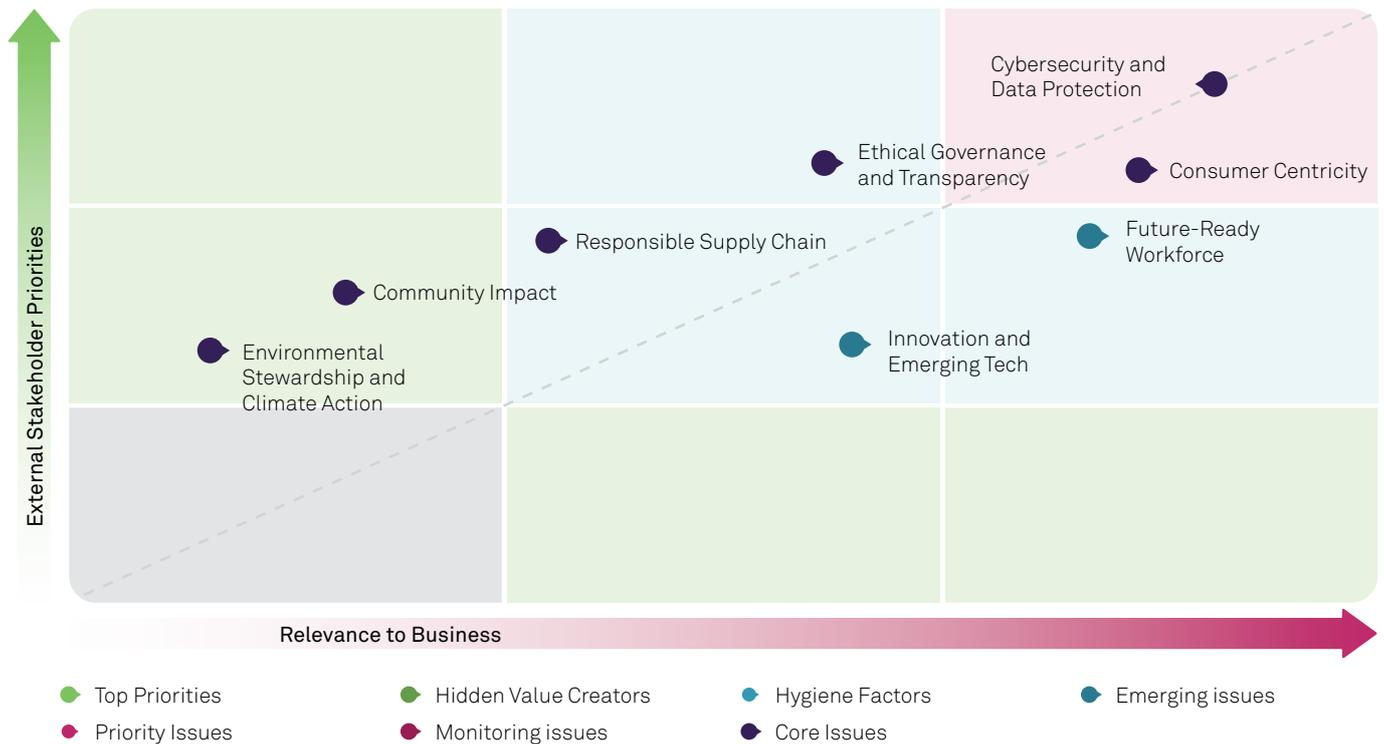 External Stakeholder Priorities
Cybersecurity and
Data Protection
Ethical Governance
and Transparency
Consumer Centricity
Responsible Supply Chain
Future-Ready
Workforce
Community Impact
Environmental
Stewardship and
Climate Action
Innovation and
Emerging Tech
Relevance to Business
Top Priorities
Hidden Value Creators
Hygiene Factors
Emerging issues
Priority Issues
Monitoring issues
Core Issues